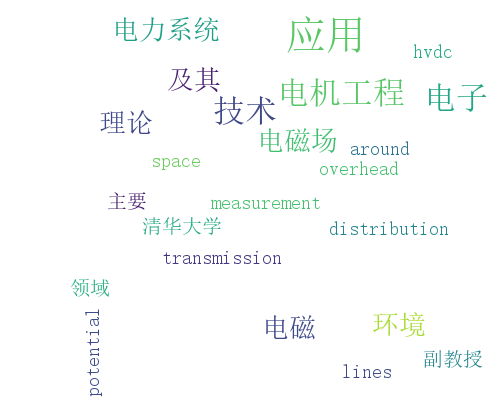 电力系统
应用
hvdc
及其
电机工程
电子
理论
技术
电磁场
around
space
overhead
主要
measurement
清华大学
distribution
transmission
领域
potential
电磁
环境
副教授
lines